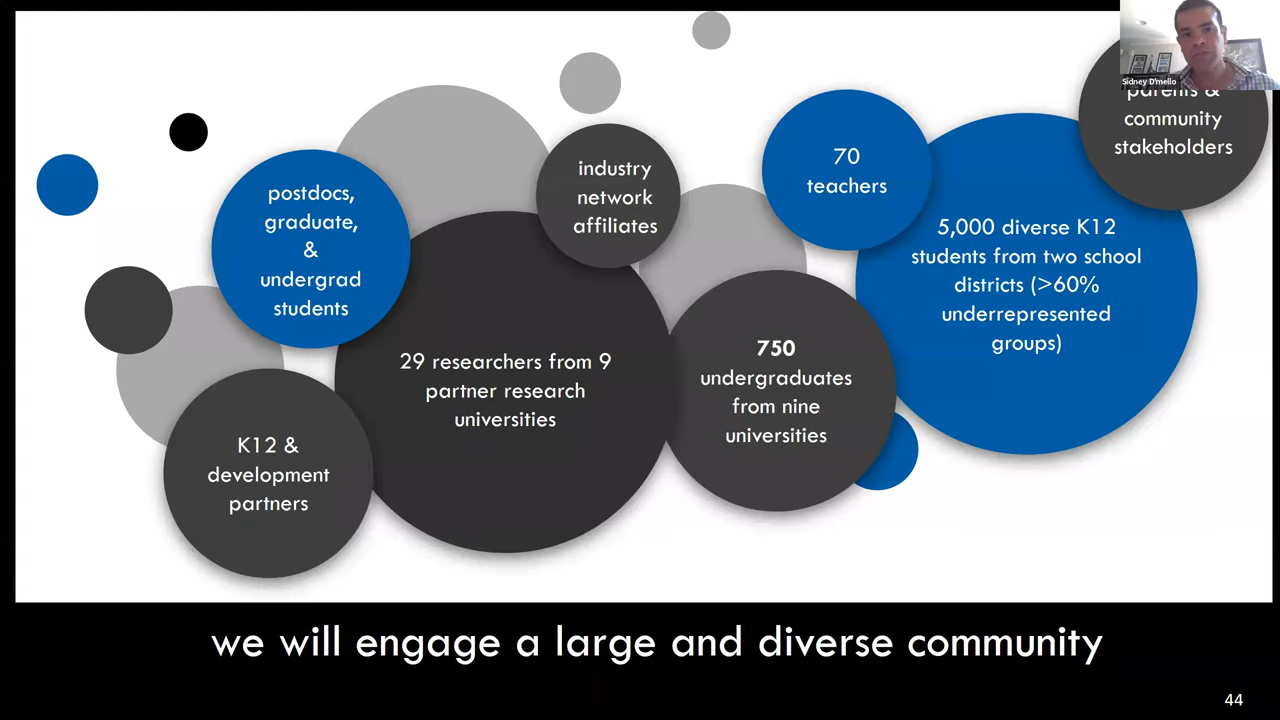 Sidney D'mello
parents &
community
stakeholders
70
teachers
industry
network
affiliates
postdocs,
graduate,
&
undergrad
students
5,000 diverse K12
students from two school
districts (>60%
underrepresented
groups)
29 researchers from 9
partner research
universities
750
undergraduates
from nine
universities
K12 &
development
partners
we will engage a large and diverse community
44